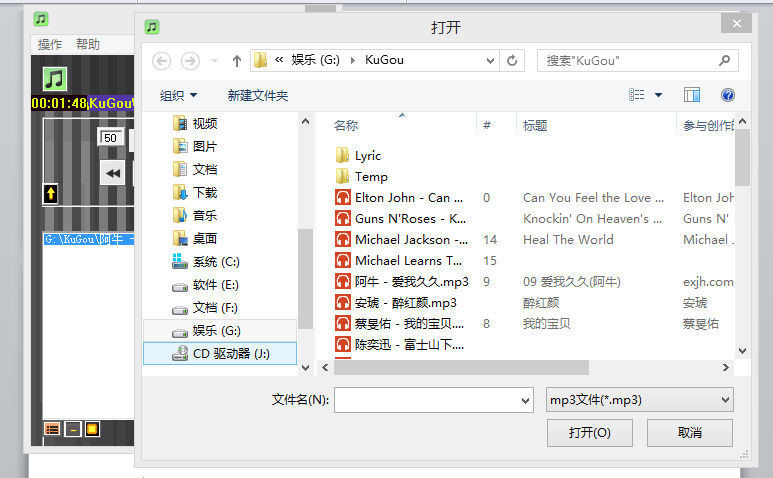 打开
操作 帮助
« 娱乐 (G:) KuGou
搜索"KuGou"
组织 新建文件夹
00:01:48
KuGou
50
G:\KuGou\阿牛 -
视频
图片
文档
下载
音乐
桌面
系统 (C:)
软件 (E:)
文档 (F:)
娱乐 (G:)
CD 驱动器 (J:)
名称 # 标题 参与创作的
Lyric
Temp
Elton John - Can ... 0 Can You Feel the Love ... Elton Joh
Guns N'Roses - K... Knockin' On Heaven's ... Guns N'
Michael Jackson -... 14 Heal The World Michael
Michael Learns T... 15
阿牛 - 爱我久久.mp3 9 09 爱我久久(阿牛) exjh.com
安琥 - 醉红颜.mp3 醉红颜 安琥
蔡旻佑 - 我的宝贝.... 8 我的宝贝 蔡旻佑
陈奕迅 - 富士山下....
文件名(N):
mp3文件(*.mp3)
打开(O) 取消